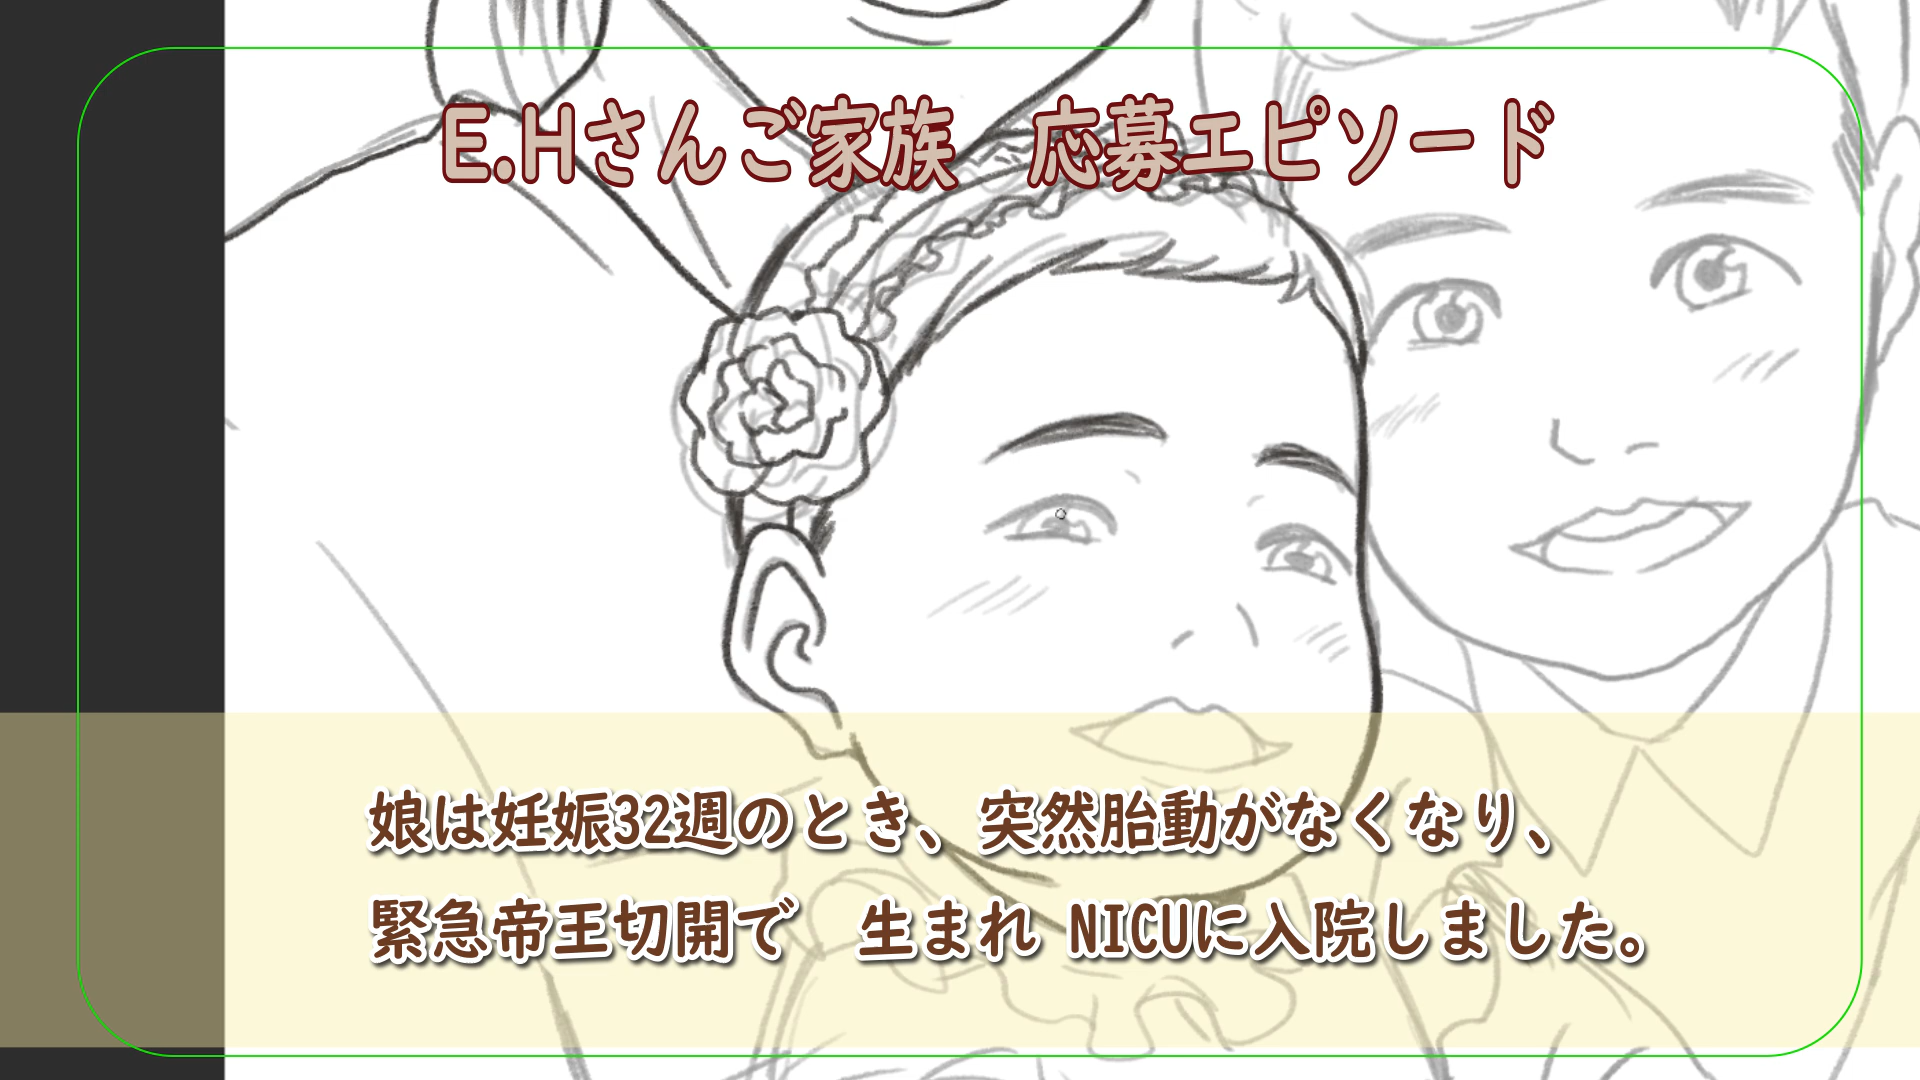 E.Hさんご家族　応募エピソード
娘は妊娠32週のとき、突然胎動がなくなり、
緊急帝王切開で　生まれ NICUに入院しました。